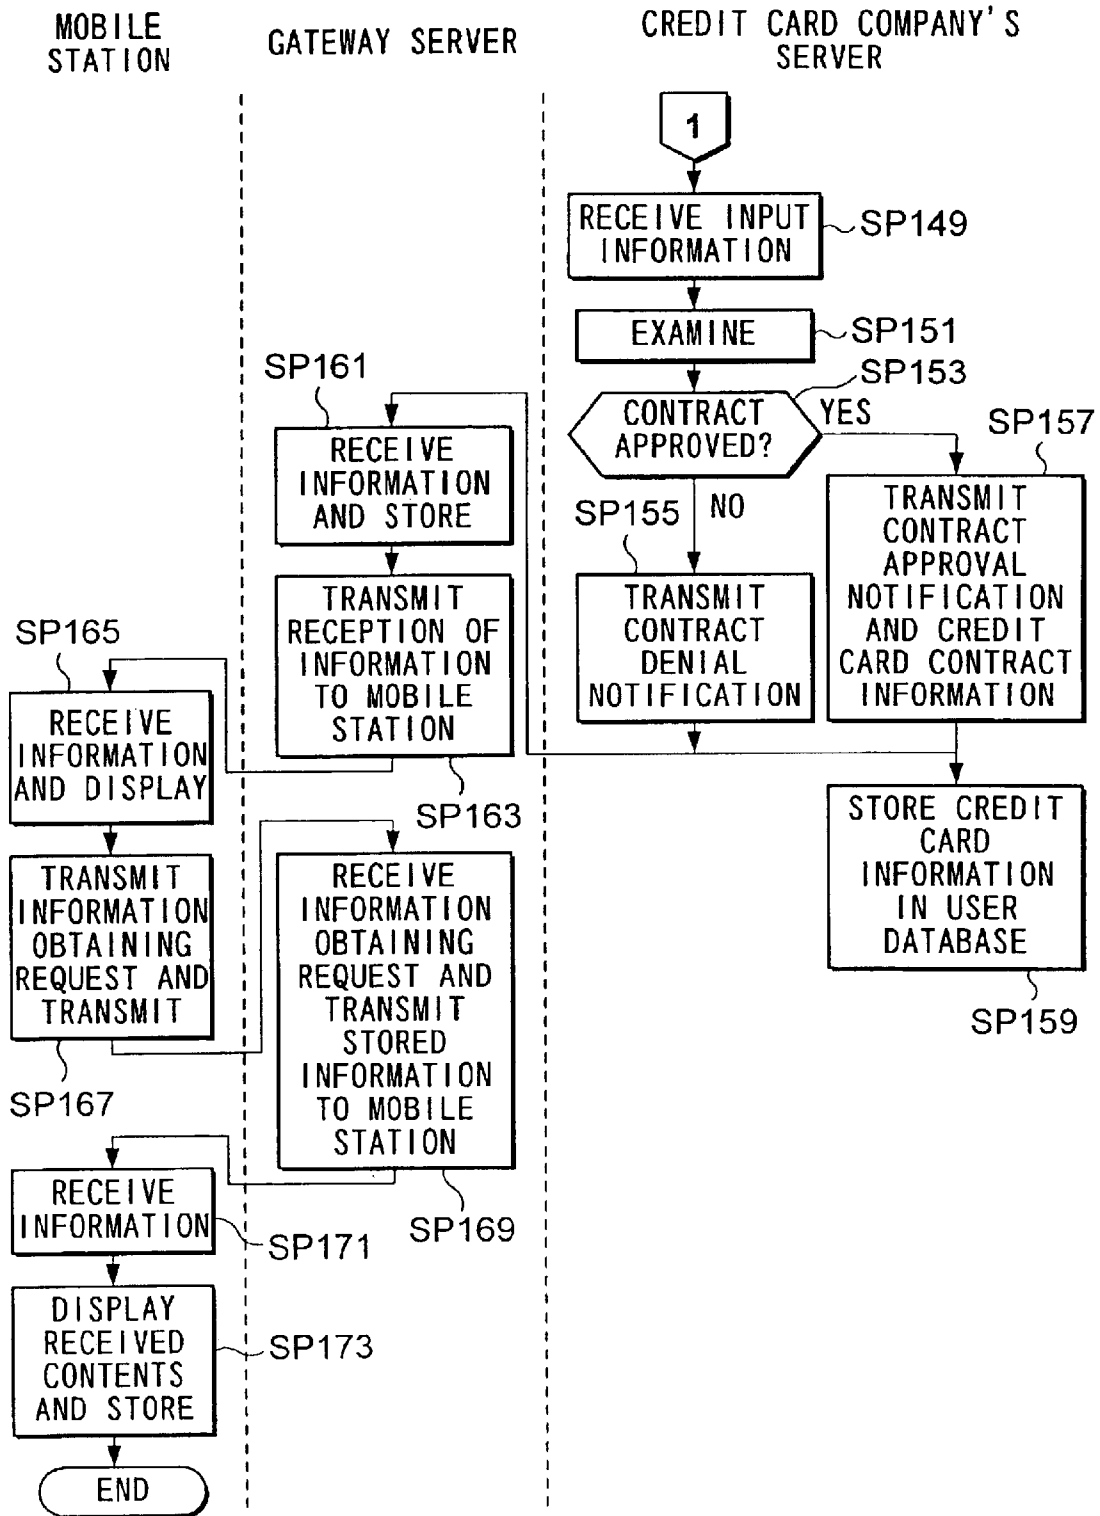 MOBILE
STATION
GATEWAY SERVER
CREDIT CARD COMPANY'S
SERVER
1
RECEIVE INPUT
INFORMATION
SP149
EXAMINE
SP151
SP153
CONTRACT
APPROVED?
YES
NO
SP157
TRANSMIT
CONTRACT
APPROVAL
NOTIFICATION
AND CREDIT
CARD CONTRACT
INFORMATION
SP155
TRANSMIT
CONTRACT
DENIAL
NOTIFICATION
STORE CREDIT
CARD
INFORMATION
IN USER
DATABASE
SP159
SP161
RECEIVE
INFORMATION
AND STORE
TRANSMIT
RECEPTION OF
INFORMATION
TO MOBILE
STATION
SP163
SP165
RECEIVE
INFORMATION
AND DISPLAY
TRANSMIT
INFORMATION
OBTAINING
REQUEST AND
TRANSMIT
SP167
RECEIVE
INFORMATION
OBTAINING
REQUEST AND
TRANSMIT
STORED
INFORMATION
TO MOBILE
STATION
SP169
RECEIVE
INFORMATION
SP171
DISPLAY
RECEIVED
CONTENTS
AND STORE
SP173
END